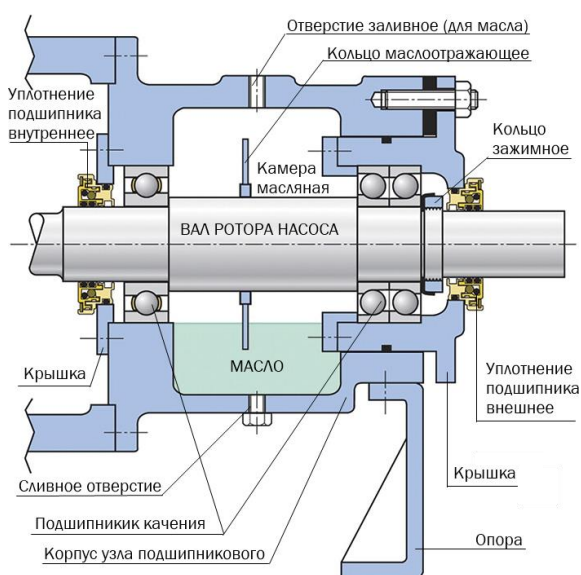 Отверстие заливное (для масла)
Кольцо маслоотражающее
Уплотнение
подшипника
внутреннее
Кольцо
зажимное
Камера
масляная
ВАЛ РОТОРА НАСОСА
МАСЛО
Крышка
Уплотнение
подшипника
внешнее
Крышка
Сливное отверстие
Подшипникик качения
Корпус узла подшипникового
Опора